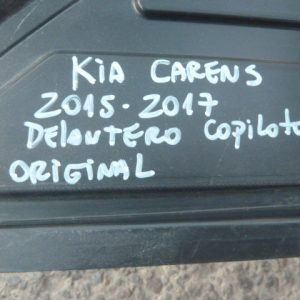 KiA CARENS
2015-2017
DELANTERO COPILOTO
ORIGINAL